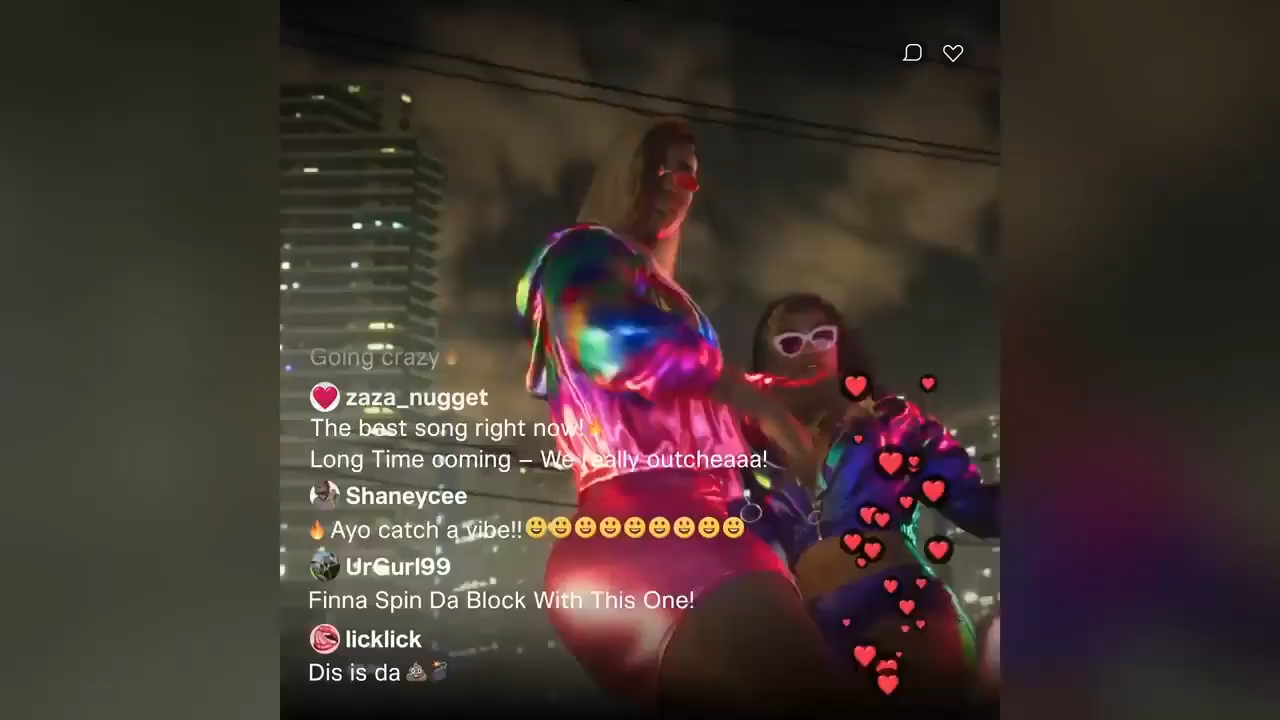 Going crazy🔥
zaza_nugget
The best song right now!🔥
Long Time coming – We really outcheaaa!
Shaneycee
🔥Ayo catch a vibe!!😀😀😀😀😀😀😀😀😀
UrGurl99
Finna Spin Da Block With This One!
licklick
Dis is da💩💣